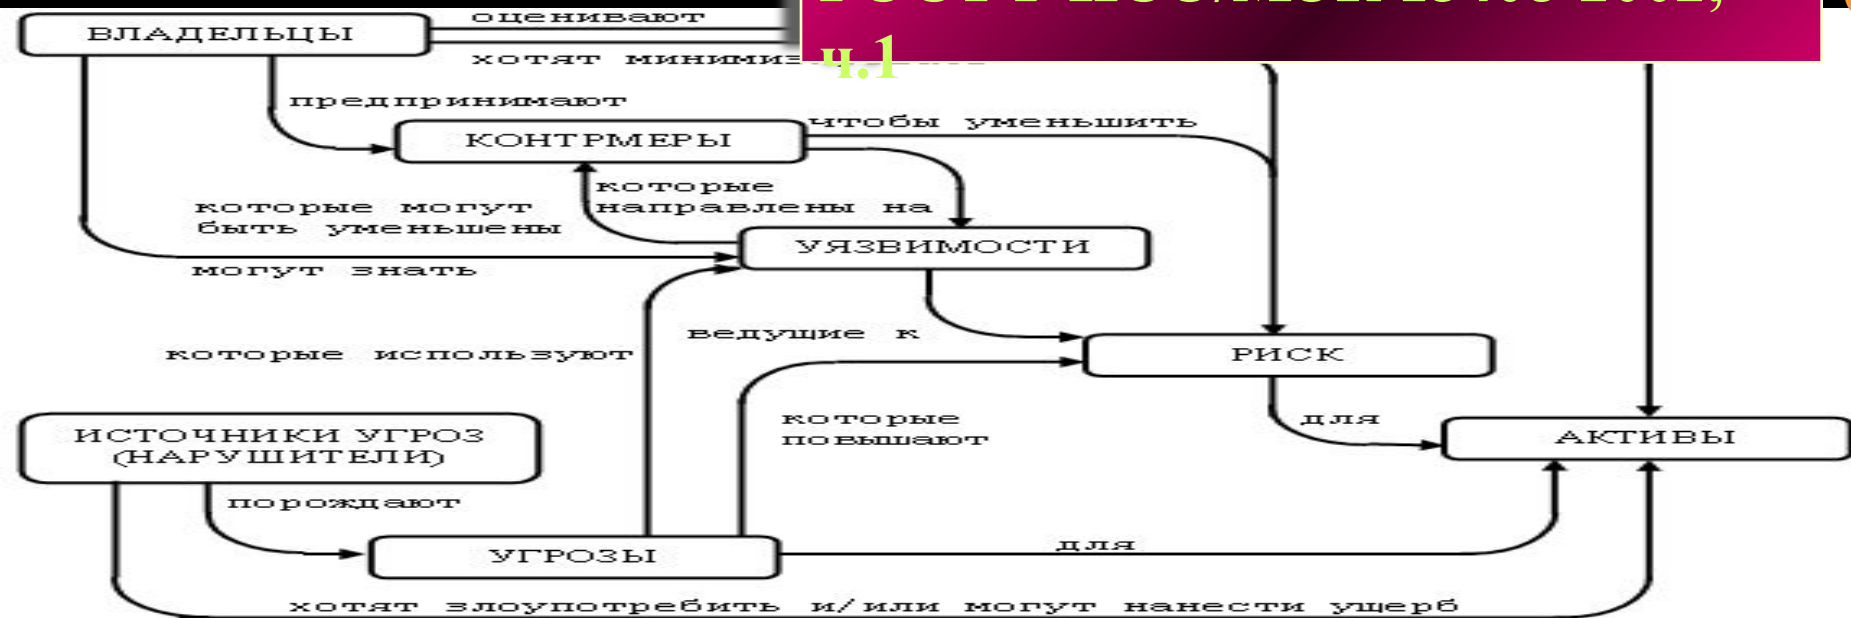 ч.1
ВЛАДЕЛЬЦЫ
оценивают
хотят
предпринимают
КОНТРМЕРЫ
чтобы уменьшить
которые
направлены на
которые могут
быть уменьшены
УЯЗВИМОСТИ
могут знать
ведущие к
которые используют
РИСК
которые
повышают
для
ИСТОЧНИКИ УГРОЗ
(НАРУШИТЕЛИ)
АКТИВЫ
порождают
УГРОЗЫ
для
хотят злоупотребить и/или могут нанести ущерб